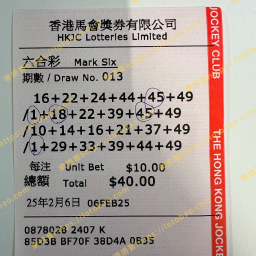 香港馬會獎券有限公司
HKJC Lotteries Limited
六合彩 Mark Six
期數 / Draw No. 013
16+22+24+44+45+49
/1+18+22+39+45+49
/10+14+16+21+37+49
/1+29+33+39+44+49
每注 Unit Bet $10.00
總額 Total $40.00
25年2月6日 06FEB25
0878028 2407 K
85D3B BF70F 38D4A 0B35
JOCKEY CLUB
THE HONG KONG JOCKE